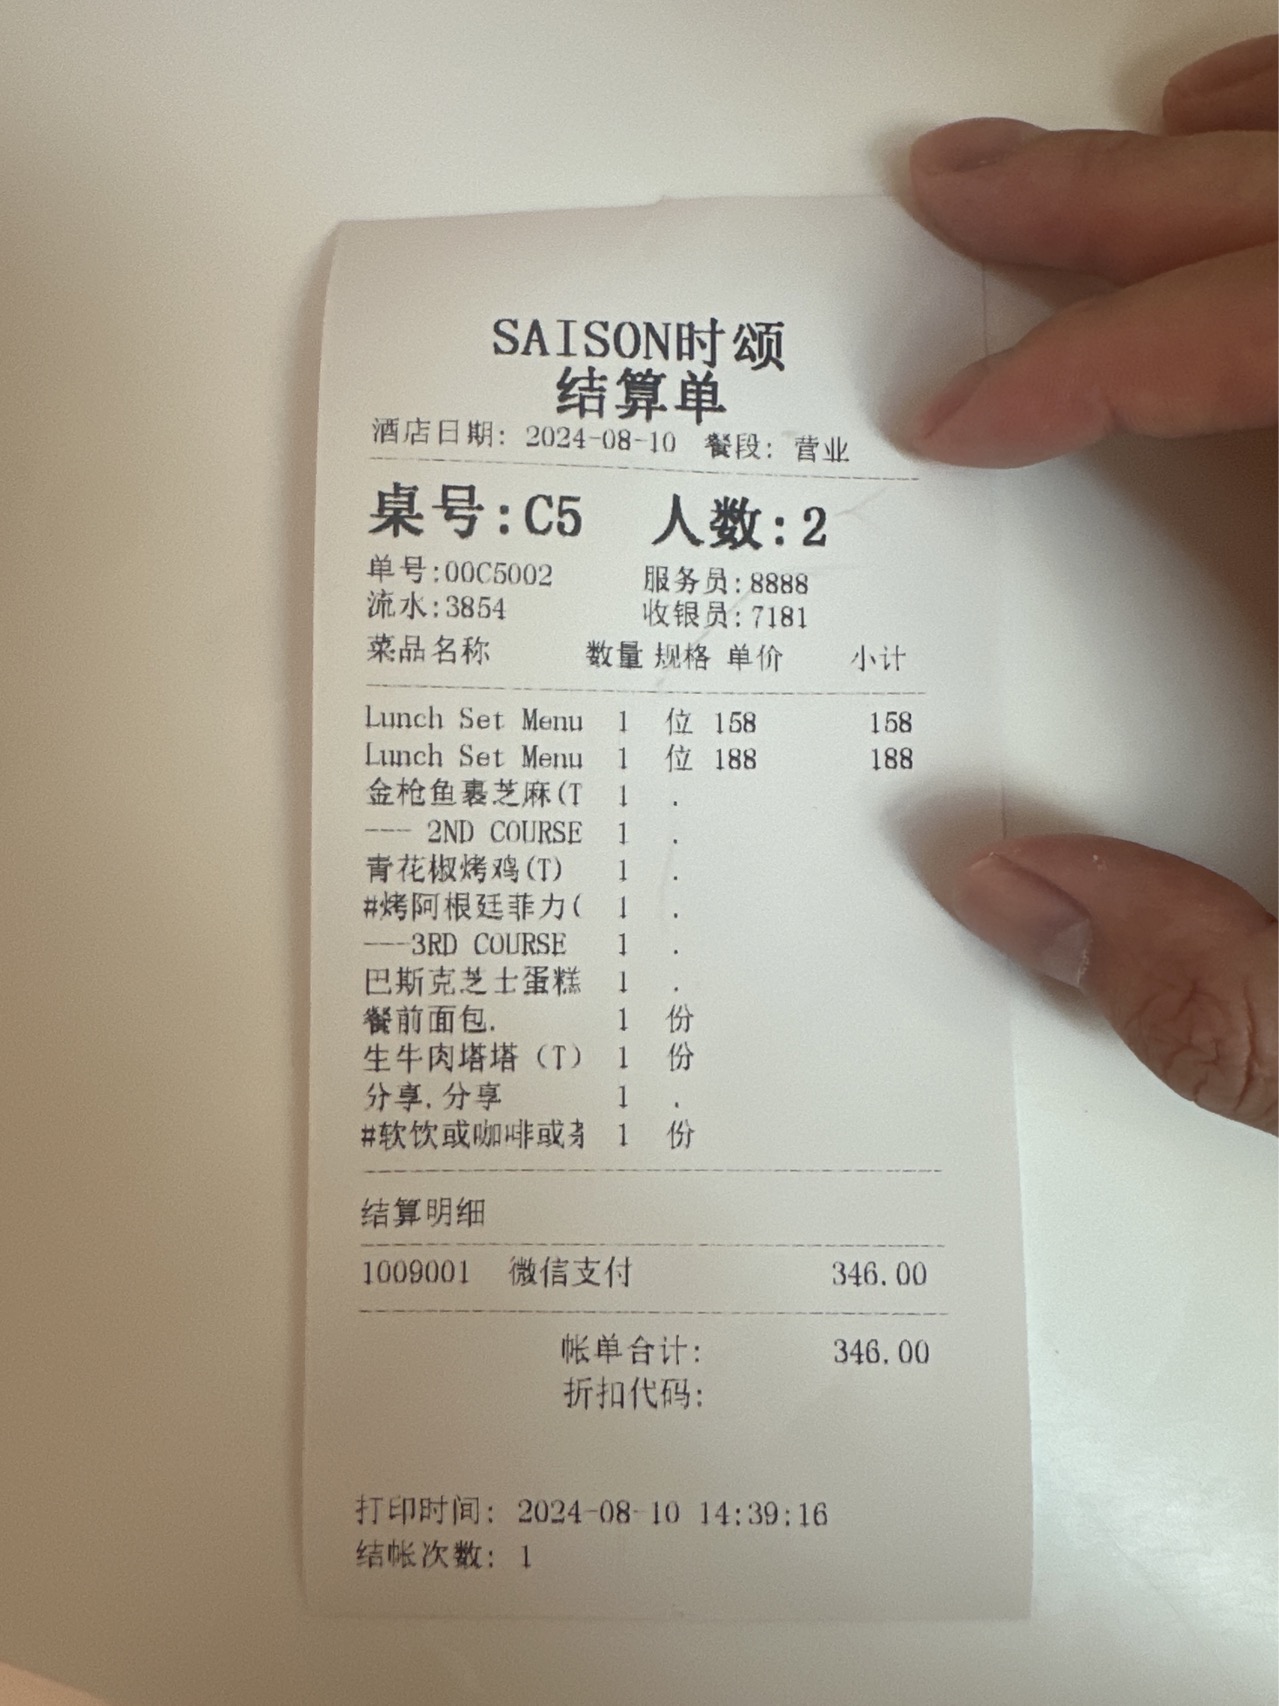 SAISON时颂
结算单
酒店日期: 2024-08-10 餐段: 营业
桌号:C5 人数:2
单号:00C5002 服务员:8888
流水:3854 收银员:7181
菜品名称 数量 规格 单价 小计
Lunch Set Menu 1 位 158 158
Lunch Set Menu 1 位 188 188
金枪鱼裹芝麻(T 1 .
--- 2ND COURSE 1 .
青花椒烤鸡(T) 1 .
#烤阿根廷菲力( 1 .
---3RD COURSE 1 .
巴斯克芝士蛋糕 1 .
餐前面包. 1 份
生牛肉塔塔 (T) 1 份
分享.分享 1 .
#软饮或咖啡或 1 份
结算明细
1009001 微信支付 346.00
帐单合计: 346.00
折扣代码:
打印时间: 2024-08-10 14:39:16
结帐次数: 1